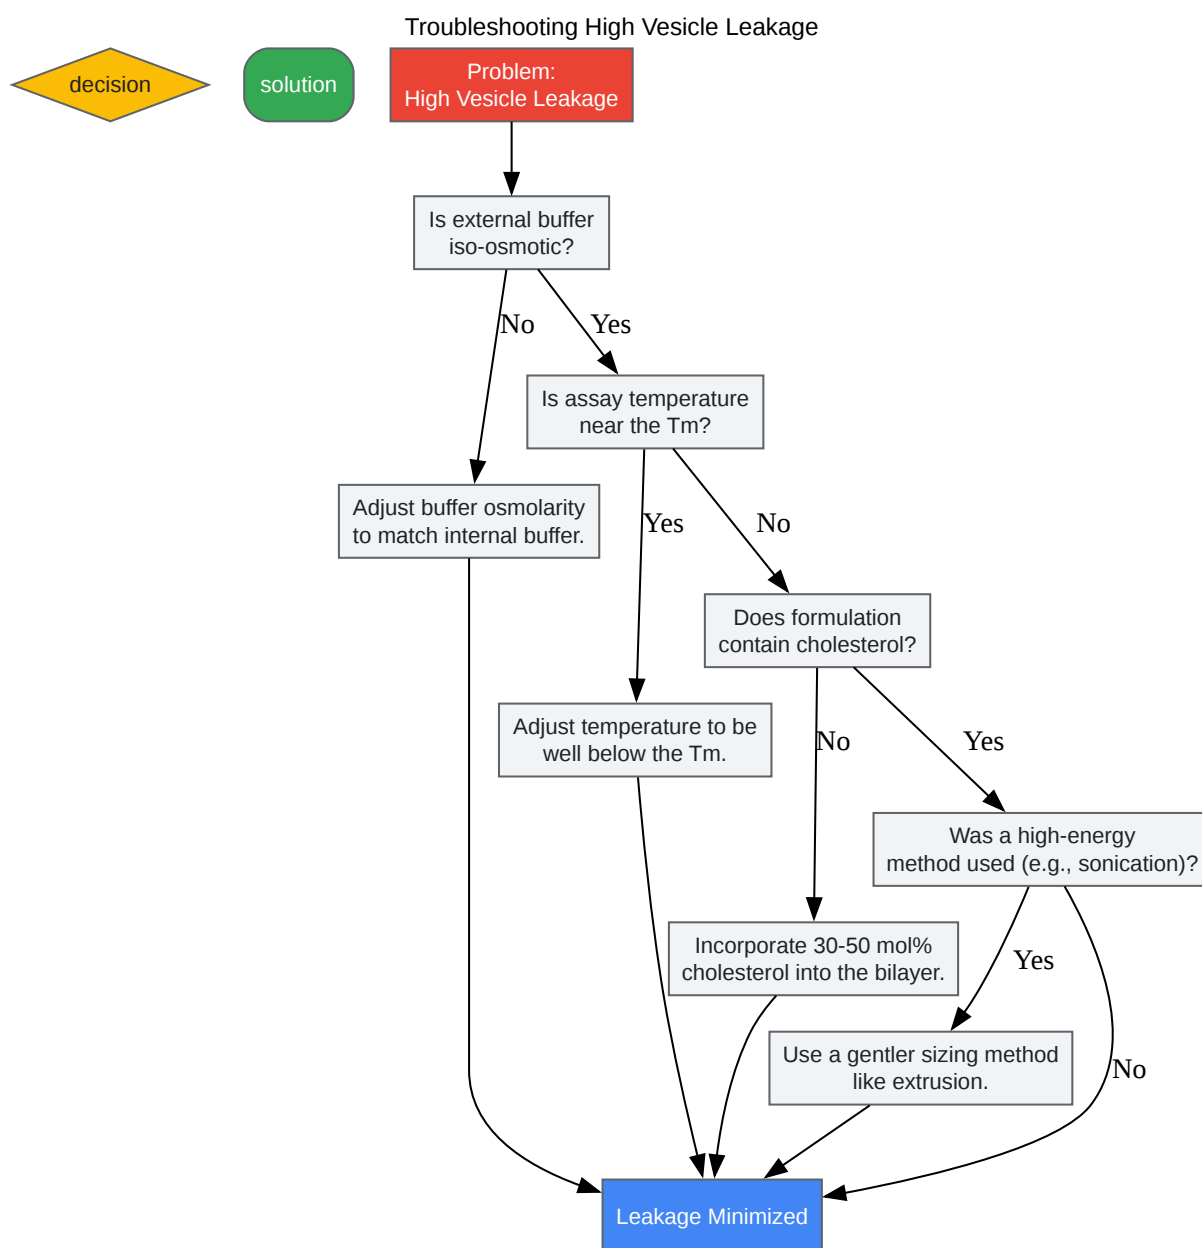 Troubleshooting High Vesicle Leakage
decision
solution
Problem:
High Vesicle Leakage
Is external buffer
iso-osmotic?
No
Yes
Is assay temperature
near the Tm?
Adjust buffer osmolarity
to match internal buffer.
Yes
No
Does formulation
contain cholesterol?
Adjust temperature to be
well below the Tm.
No
Yes
Was a high-energy
method used (e.g., sonication)?
Incorporate 30-50 mol%
cholesterol into the bilayer.
Yes
Use a gentler sizing method
like extrusion.
No
Leakage Minimized